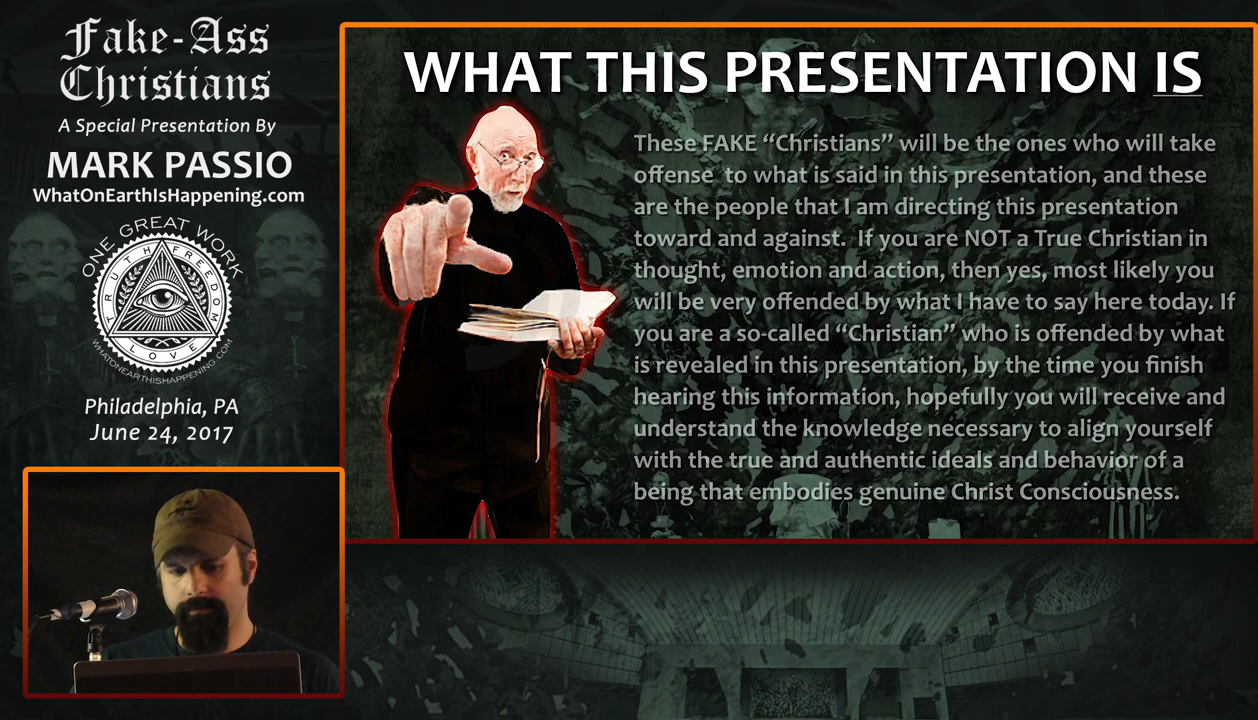 Fake-Ass
Christians
A Special Presentation By
MARK PASSIO
WhatOnEarthIsHappening.com
ONE GREAT WORK
TRUTH FREEDOM
LOVE
WHATONEARTHISHAPPENING.COM
Philadelphia, PA
June 24, 2017
WHAT THIS PRESENTATION IS
These FAKE “Christians” will be the ones who will take
offense to what is said in this presentation, and these
are the people that I am directing this presentation
toward and against. If you are NOT a True Christian in
thought, emotion and action, then yes, most likely you
will be very offended by what I have to say here today. If
you are a so-called “Christian” who is offended by what
is revealed in this presentation, by the time you finish
hearing this information, hopefully you will receive and
understand the knowledge necessary to align yourself
with the true and authentic ideals and behavior of a
being that embodies genuine Christ Consciousness.